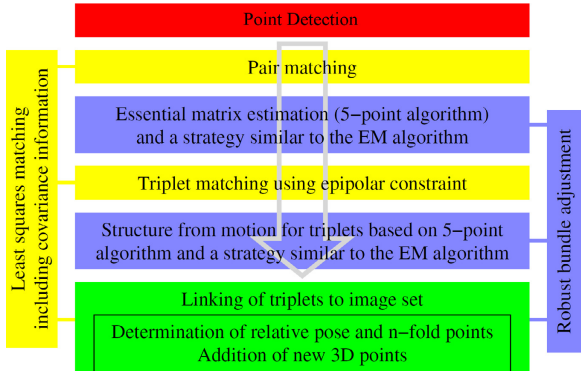 Point Detection
Pair matching
Essential matrix estimation (5-point algorithm)
and a strategy similar to the EM algorithm
Triplet matching using epipolar constraint
Structure from motion for triplets based on 5-point
algorithm and a strategy similar to the EM algorithm
Linking of triplets to image set
Determination of relative pose and n-fold points
Addition of new 3D points
Least squares matching
including covariance information
Robust bundle adjustment